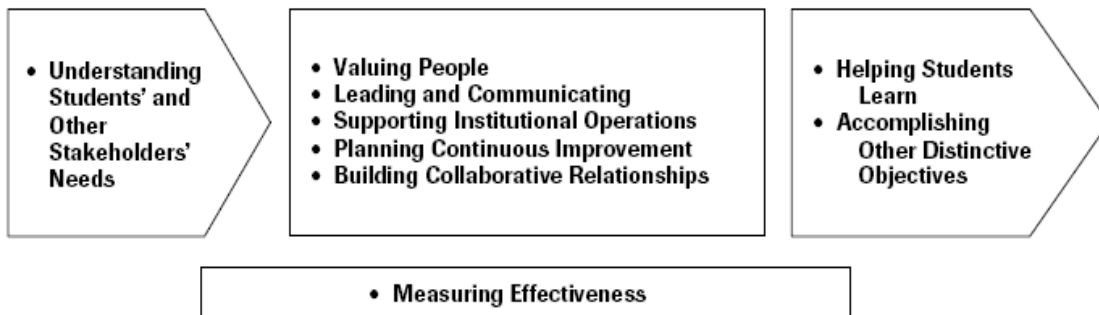 • Understanding
Students' and
Other
Stakeholders'
Needs
• Valuing People
• Leading and Communicating
• Supporting Institutional Operations
• Planning Continuous Improvement
• Building Collaborative Relationships
• Helping Students
Learn
• Accomplishing
Other Distinctive
Objectives
• Measuring Effectiveness